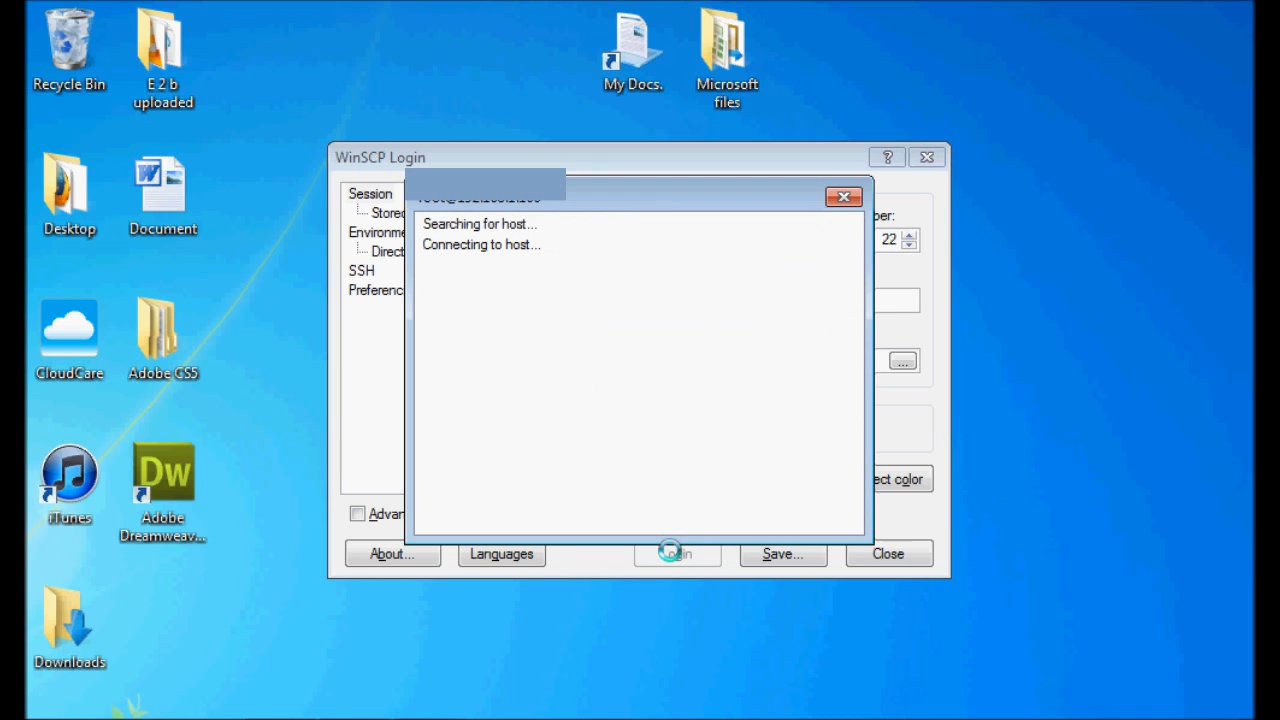 Recycle Bin
E 2 b
uploaded
My Docs.
Microsoft
files
Desktop
Document
CloudCare
Adobe CS5
iTunes
Dw
Adobe
Dreamweav...
Downloads
WinSCP Login
?
Session
Stored
Environme
Direct
SSH
Preferenc
Advan
Searching for host...
Connecting to host...
ber:
22
...
ect color
About...
Languages
Save...
Close